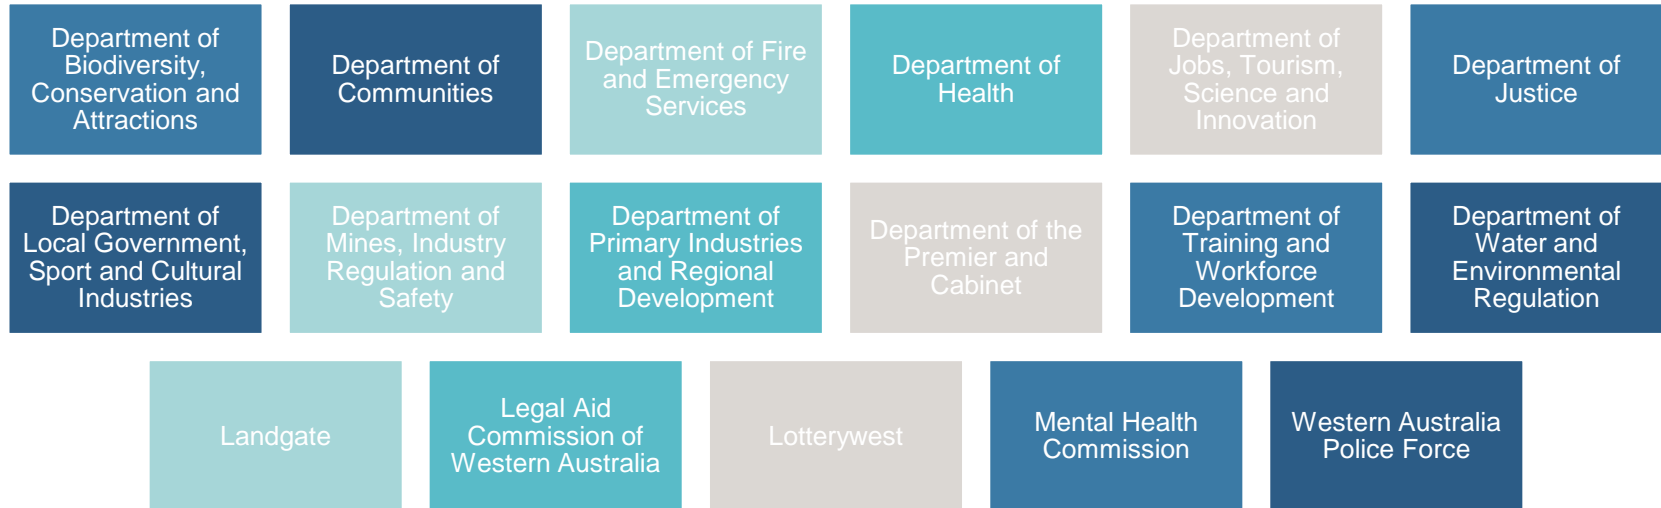 Department of
Biodiversity,
Conservation and
Attractions
Department of
Communities
Department of Fire
and Emergency
Services
Department of
Health
Department of
Jobs, Tourism,
Science and
Innovation
Department of
Justice
Department of
Local Government,
Sport and Cultural
Industries
Department of
Mines, Industry
Regulation and
Safety
Department of
Primary Industries
and Regional
Development
Department of the
Premier and
Cabinet
Department of
Training and
Workforce
Development
Department of
Water and
Environmental
Regulation
Landgate
Legal Aid
Commission of
Western Australia
Lotterywest
Mental Health
Commission
Western Australia
Police Force